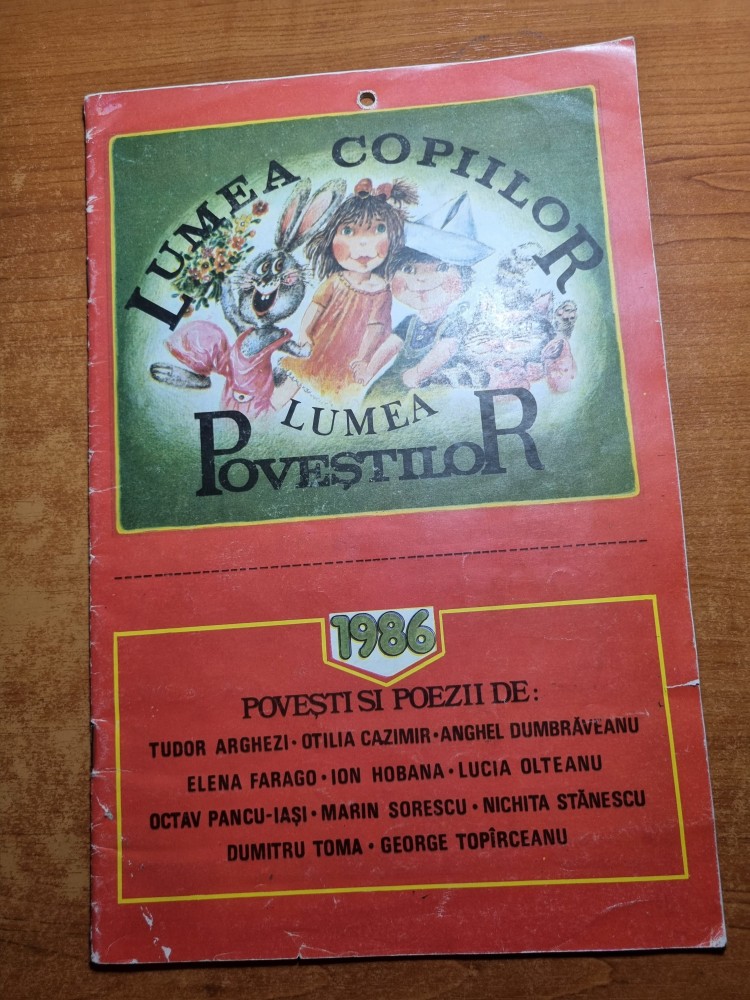 LUMEA COPIILOR
LUMEA
POVEȘTILOR
1986
POVEȘTI SI POEZII DE:
TUDOR ARGHEZI • OTILIA CAZIMIR • ANGHEL DUMBRĂVEANU
ELENA FARAGO • ION HOBANA • LUCIA OLTEANU
OCTAV PANCU-IAȘI • MARIN SORESCU • NICHITA STĂNESCU
DUMITRU TOMA • GEORGE TOPÎRCEANU